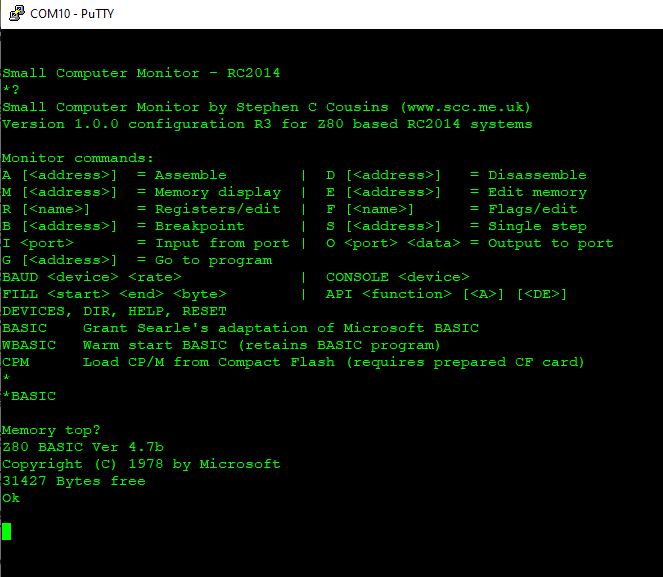 COM10 - PuTTY
Small Computer Monitor - RC2014
*?
Small Computer Monitor by Stephen C Cousins (www.scc.me.uk)
Version 1.0.0 configuration R3 for Z80 based RC2014 systems
Monitor commands:
A [<address>]  = Assemble        |  D [<address>]   = Disassemble
M [<address>]  = Memory display  |  E [<address>]   = Edit memory
R [<name>]     = Registers/edit  |  F [<name>]      = Flags/edit
B [<address>]  = Breakpoint      |  S [<address>]   = Single step
I <port>       = Input from port |  O <port> <data> = Output to port
G [<address>]  = Go to program
BAUD <device> <rate>             |  CONSOLE <device>
FILL <start> <end> <byte>        |  API <function> [<A>] [<DE>]
DEVICES, DIR, HELP, RESET
BASIC    Grant Searle's adaptation of Microsoft BASIC
WBASIC   Warm start BASIC (retains BASIC program)
CPM      Load CP/M from Compact Flash (requires prepared CF card)
*
*BASIC
Memory top?
Z80 BASIC Ver 4.7b
Copyright (C) 1978 by Microsoft
31427 Bytes free
Ok